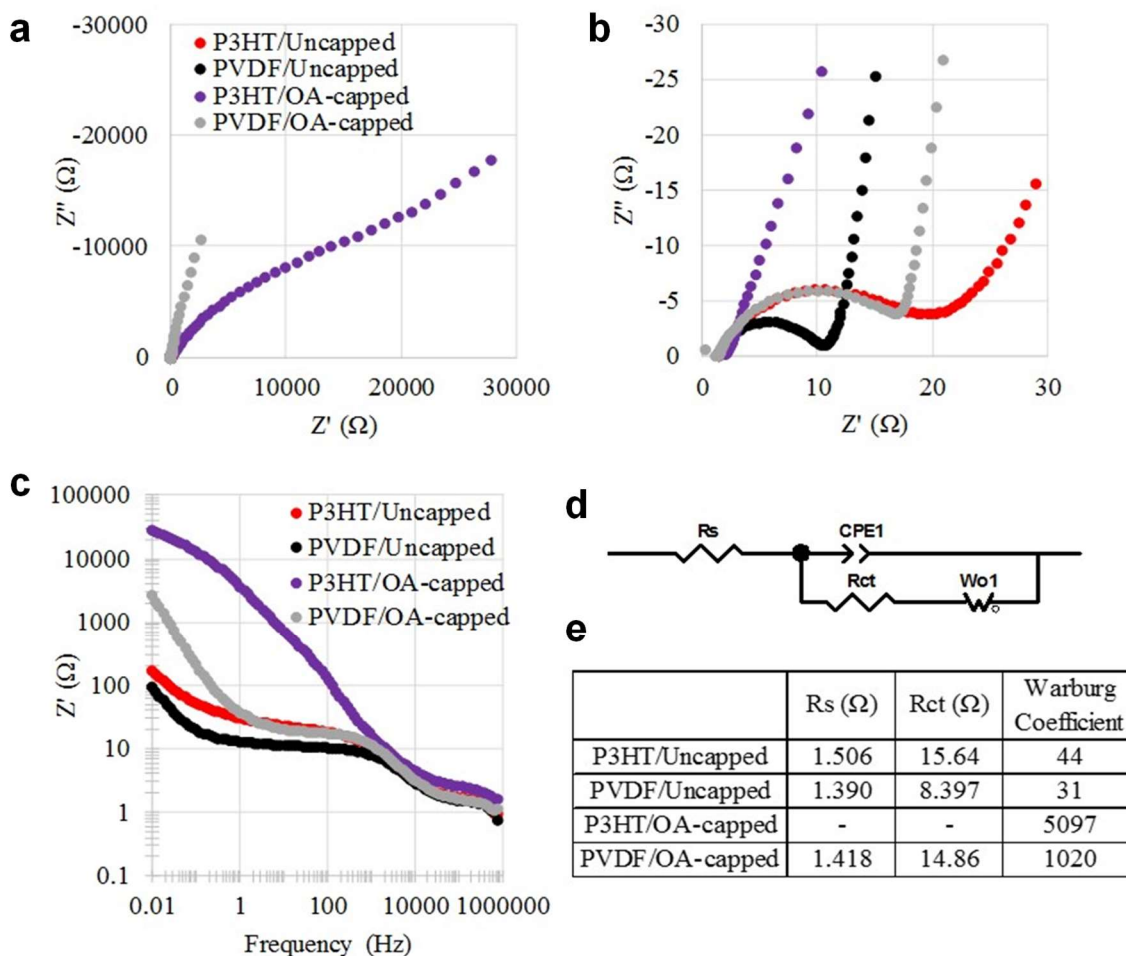 a
-30000
-20000
-10000
0
P3HT/Uncapped
PVDF/Uncapped
P3HT/OA-capped
PVDF/OA-capped
Z'' (Ω)
0 10000 20000 30000
Z' (Ω)
b
-30
-25
-20
-15
-10
-5
0
Z'' (Ω)
0 10 20 30
Z' (Ω)
c
100000
10000
1000
100
10
1
0.1
P3HT/Uncapped
PVDF/Uncapped
P3HT/OA-capped
PVDF/OA-capped
Z' (Ω)
0.01 1 100 10000 1000000
Frequency (Hz)
d
Rs CPE1
Rct Wo1
e
Rs (Ω) Rct (Ω) Warburg
Coefficient
P3HT/Uncapped 1.506 15.64 44
PVDF/Uncapped 1.390 8.397 31
P3HT/OA-capped - - 5097
PVDF/OA-capped 1.418 14.86 1020